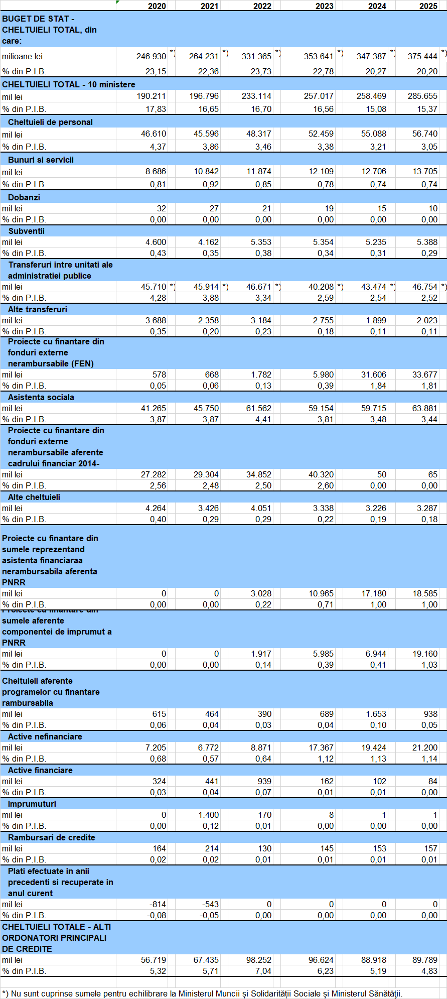 2020 2021 2022 2023 2024 2025
BUGET DE STAT -
CHELTUIELI TOTAL, din
care:
milioane lei 246.930 *) 264.231 *) 331.365 *) 353.641 *) 347.387 *) 375.444 *)
% din P.I.B. 23,15 22,36 23,73 22,78 20,27 20,20
CHELTUIELI TOTAL - 10 ministere
mil lei 190.211 196.796 233.114 257.017 258.469 285.655
% din P.I.B. 17,83 16,65 16,70 16,56 15,08 15,37
Cheltuieli de personal
mil lei 46.610 45.596 48.317 52.459 55.088 56.740
% din P.I.B. 4,37 3,86 3,46 3,38 3,21 3,05
Bunuri si servicii
mil lei 8.686 10.842 11.874 12.109 12.706 13.705
% din P.I.B. 0,81 0,92 0,85 0,78 0,74 0,74
Dobanzi
mil lei 32 27 21 19 15 10
% din P.I.B. 0,00 0,00 0,00 0,00 0,00 0,00
Subventii
mil lei 4.600 4.162 5.353 5.354 5.235 5.388
% din P.I.B. 0,43 0,35 0,38 0,34 0,31 0,29
Transferuri intre unitati ale
administratiei publice
mil lei 45.710 *) 45.914 *) 46.671 *) 40.208 *) 43.474 *) 46.754 *)
% din P.I.B. 4,28 3,88 3,34 2,59 2,54 2,52
Alte transferuri
mil lei 3.688 2.358 3.184 2.755 1.899 2.023
% din P.I.B. 0,35 0,20 0,23 0,18 0,11 0,11
Proiecte cu finantare din
fonduri externe
nerambursabile (FEN)
mil lei 578 668 1.782 5.980 31.606 33.677
% din P.I.B. 0,05 0,06 0,13 0,39 1,84 1,81
Asistenta sociala
mil lei 41.265 45.750 61.562 59.154 59.715 63.881
% din P.I.B. 3,87 3,87 4,41 3,81 3,48 3,44
Proiecte cu finantare din
fonduri externe
nerambursabile aferente
cadrului financiar 2014-
mil lei 27.282 29.304 34.852 40.320 50 65
% din P.I.B. 2,56 2,48 2,50 2,60 0,00 0,00
Alte cheltuieli
mil lei 4.264 3.426 4.051 3.338 3.226 3.287
% din P.I.B. 0,40 0,29 0,29 0,22 0,19 0,18
Proiecte cu finantare din
sumele reprezentand
asistenta financiaraa
nerambursabila aferenta
PNRR
mil lei 0 0 3.028 10.965 17.180 18.585
% din P.I.B. 0,00 0,00 0,22 0,71 1,00 1,00
Proiecte cu finantare din
sumele aferente
componentei de imprumut a
PNRR
mil lei 0 0 1.917 5.985 6.944 19.160
% din P.I.B. 0,00 0,00 0,14 0,39 0,41 1,03
Cheltuieli aferente
programelor cu finantare
rambursabila
mil lei 615 464 390 689 1.653 938
% din P.I.B. 0,06 0,04 0,03 0,04 0,10 0,05
Active nefinanciare
mil lei 7.205 6.772 8.871 17.367 19.424 21.200
% din P.I.B. 0,68 0,57 0,64 1,12 1,13 1,14
Active financiare
mil lei 324 441 939 162 102 84
% din P.I.B. 0,03 0,04 0,07 0,01 0,01 0,00
Imprumuturi
mil lei 0 1.400 170 8 1 1
% din P.I.B. 0,00 0,12 0,01 0,00 0,00 0,00
Rambursari de credite
mil lei 164 214 130 145 153 157
% din P.I.B. 0,02 0,02 0,01 0,01 0,01 0,01
Plati efectuate in anii
precedenti si recuperate in
anul curent
mil lei -814 -543 0 0 0 0
% din P.I.B. -0,08 -0,05 0,00 0,00 0,00 0,00
CHELTUIELI TOTALE - ALTI
ORDONATORI PRINCIPALI
DE CREDITE
mil lei 56.719 67.435 98.252 96.624 88.918 89.789
% din P.I.B. 5,32 5,71 7,04 6,23 5,19 4,83
*) Nu sunt cuprinse sumele pentru echilibrare la Ministerul Muncii și Solidarității Sociale și Ministerul Sănătății.